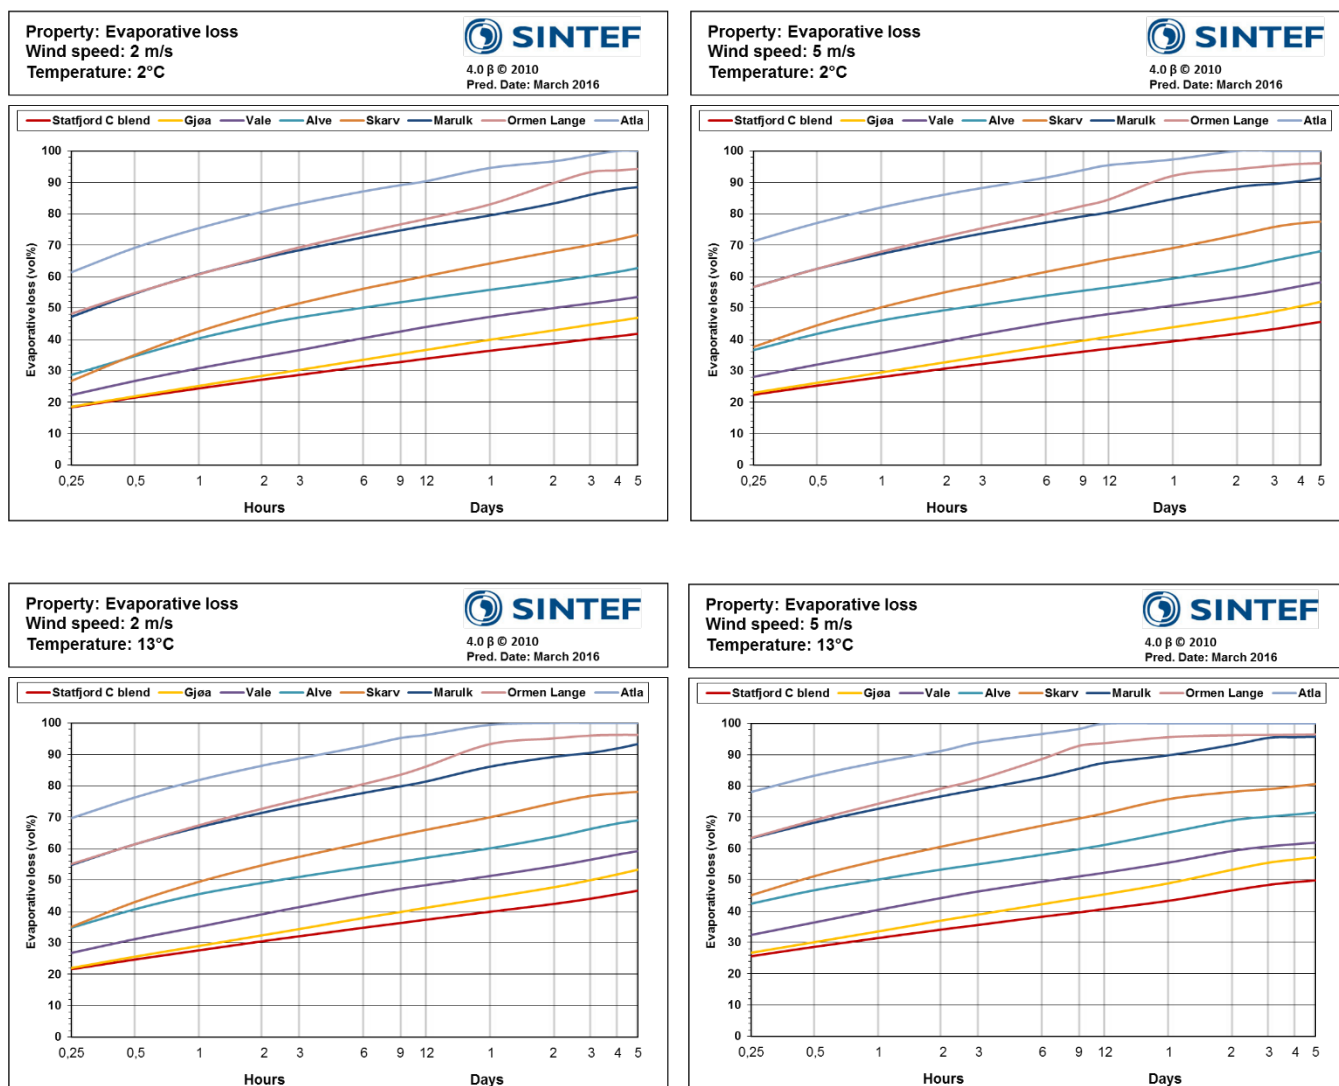 Property: Evaporative loss
Wind speed: 2 m/s
Temperature: 2°C
SINTEF
4.0 β © 2010
Pred. Date: March 2016
Statfjord C blend Gjøa Vale Alve Skarv Marulk Ormen Lange Atla
Evaporative loss (vol%)
100
90
80
70
60
50
40
30
20
10
0
0,25 0,5 1 2 3 6 9 12 1 2 3 4 5
Hours Days
Property: Evaporative loss
Wind speed: 5 m/s
Temperature: 2°C
SINTEF
4.0 β © 2010
Pred. Date: March 2016
Statfjord C blend Gjøa Vale Alve Skarv Marulk Ormen Lange Atla
Evaporative loss (vol%)
100
90
80
70
60
50
40
30
20
10
0
0,25 0,5 1 2 3 6 9 12 1 2 3 4 5
Hours Days
Property: Evaporative loss
Wind speed: 2 m/s
Temperature: 13°C
SINTEF
4.0 β © 2010
Pred. Date: March 2016
Statfjord C blend Gjøa Vale Alve Skarv Marulk Ormen Lange Atla
Evaporative loss (vol%)
100
90
80
70
60
50
40
30
20
10
0
0,25 0,5 1 2 3 6 9 12 1 2 3 4 5
Hours Days
Property: Evaporative loss
Wind speed: 5 m/s
Temperature: 13°C
SINTEF
4.0 β © 2010
Pred. Date: March 2016
Statfjord C blend Gjøa Vale Alve Skarv Marulk Ormen Lange Atla
Evaporative loss (vol%)
100
90
80
70
60
50
40
30
20
10
0
0,25 0,5 1 2 3 6 9 12 1 2 3 4 5
Hours Days